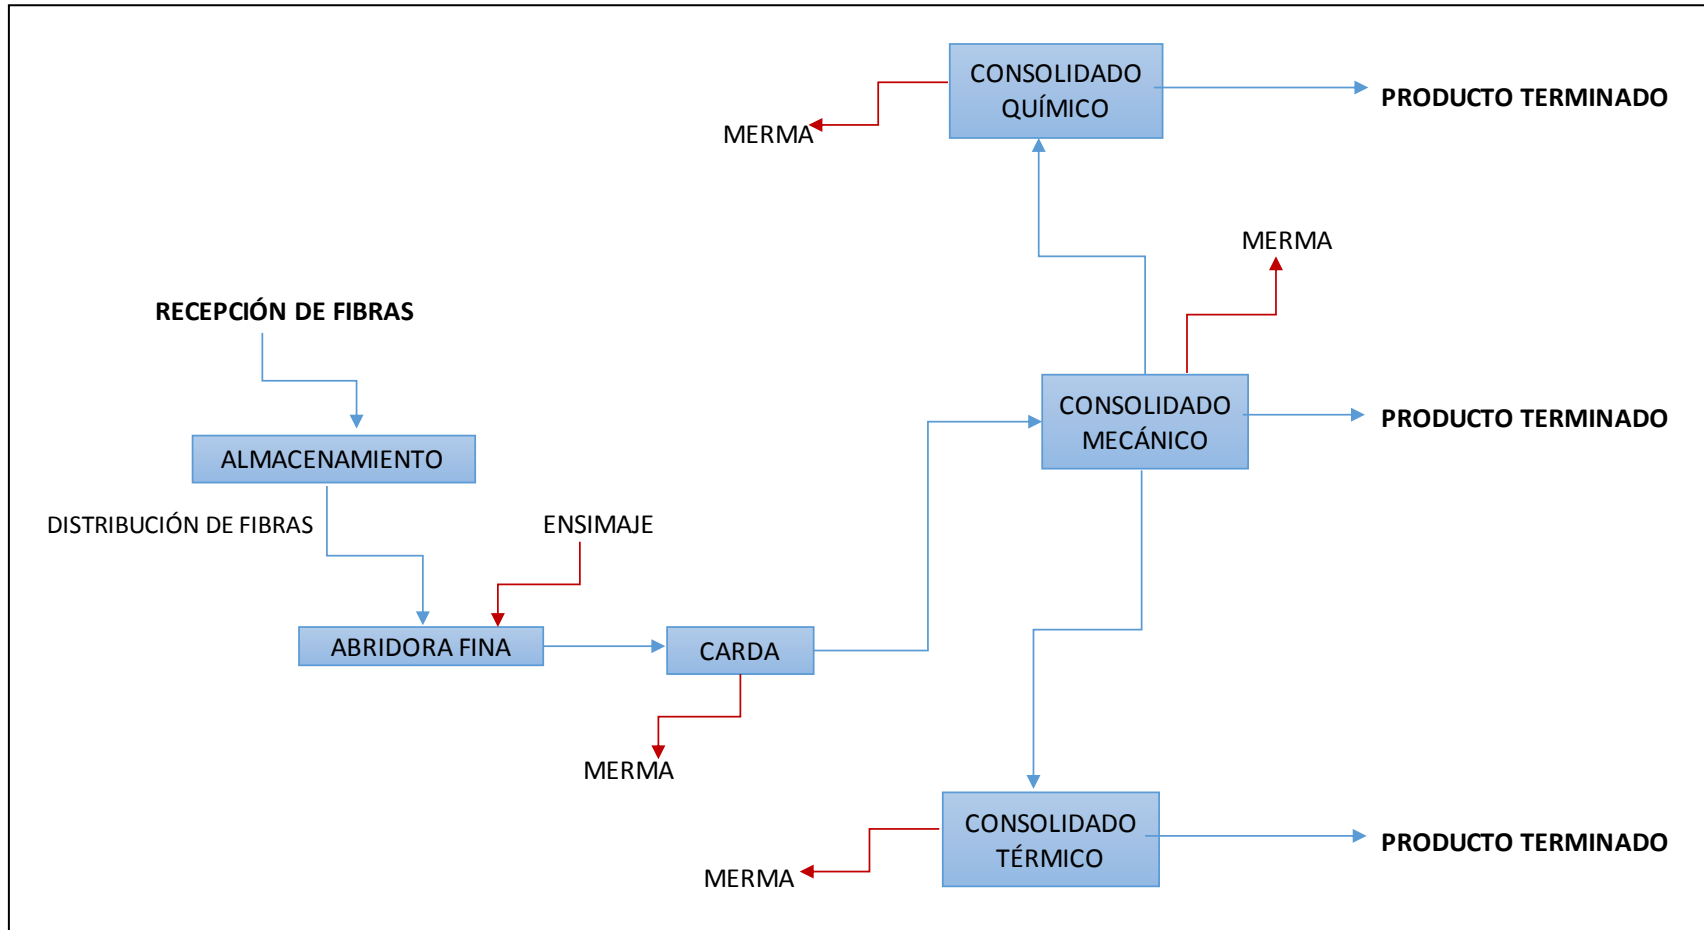 CONSOLIDADO
QUÍMICO
PRODUCTO TERMINADO
MERMA
MERMA
RECEPCIÓN DE FIBRAS
CONSOLIDADO
MECÁNICO
PRODUCTO TERMINADO
ALMACENAMIENTO
DISTRIBUCIÓN DE FIBRAS
ENSIMAJE
ABRIDORA FINA
CARDA
MERMA
CONSOLIDADO
TÉRMICO
PRODUCTO TERMINADO
MERMA